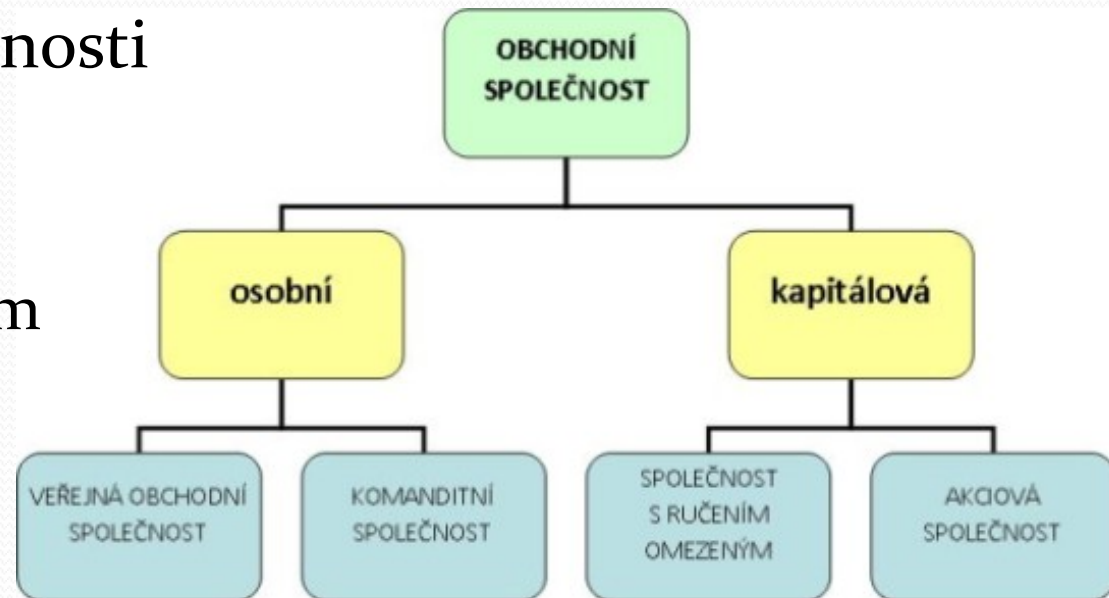 nosti
m
OBCHODNÍ
SPOLEČNOST
osobní
kapitálová
VEŘEJNÁ OBCHODNÍ
SPOLEČNOST
KOMANDITNÍ
SPOLEČNOST
SPOLEČNOST
S RUČENÍM
OMEZENÝM
AKCIOVÁ
SPOLEČNOST